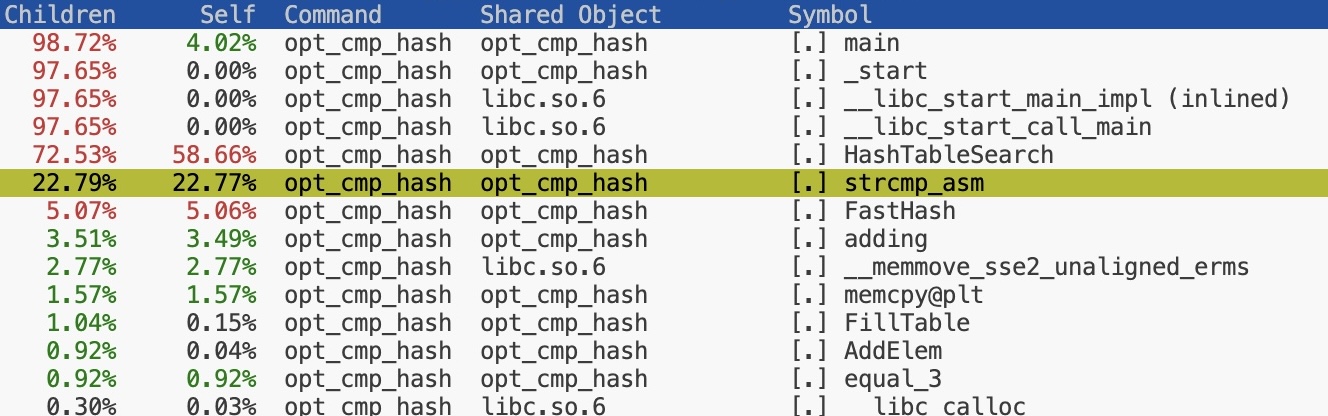 Children Self Command Shared Object Symbol
98.72% 4.02% opt_cmp_hash opt_cmp_hash [.] main
97.65% 0.00% opt_cmp_hash opt_cmp_hash [.] _start
97.65% 0.00% opt_cmp_hash libc.so.6 [.] __libc_start_main_impl (inlined)
97.65% 0.00% opt_cmp_hash libc.so.6 [.] __libc_start_call_main
72.53% 58.66% opt_cmp_hash opt_cmp_hash [.] HashTableSearch
22.79% 22.77% opt_cmp_hash opt_cmp_hash [.] strcmp_asm
5.07% 5.06% opt_cmp_hash opt_cmp_hash [.] FastHash
3.51% 3.49% opt_cmp_hash opt_cmp_hash [.] adding
2.77% 2.77% opt_cmp_hash libc.so.6 [.] __memmove_sse2_unaligned_erms
1.57% 1.57% opt_cmp_hash opt_cmp_hash [.] memcpy@plt
1.04% 0.15% opt_cmp_hash opt_cmp_hash [.] FillTable
0.92% 0.04% opt_cmp_hash opt_cmp_hash [.] AddElem
0.92% 0.92% opt_cmp_hash opt_cmp_hash [.] equal_3
0.30% 0.03% opt_cmp_hash libc.so.6 [.] __libc_calloc